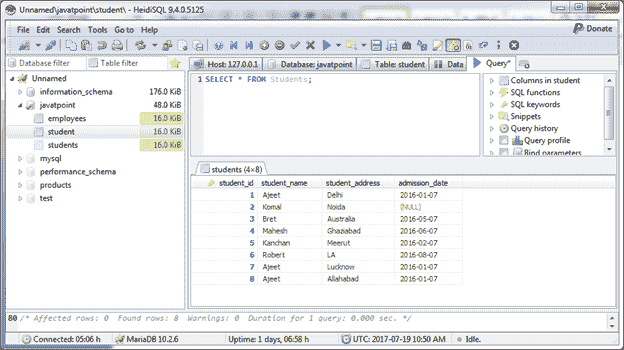 Unnamed\javatpoint\student\ - HeidiSQL 9.4.0.5125
File Edit Search Tools Go to Help
Donate
Database filter Table filter
Host: 127.0.0.1 Database: javatpoint Table: student Data Query*
Unnamed
information_schema 176.0 KiB
javatpoint 48.0 KiB
employees 16.0 KiB
student 16.0 KiB
students 16.0 KiB
mysql
performance_schema
products
test
1 SELECT * FROM Students;
Columns in student
SQL functions
SQL keywords
Snippets
Query history
Query profile
Bind parameters
students (4×8)
student_id student_name student_address admission_date
1 Ajeet Delhi 2016-01-07
2 Komal Noida (NULL)
3 Bret Australia 2016-05-07
4 Mahesh Ghaziabad 2016-06-07
5 Kanchan Meerut 2016-02-07
6 Robert LA 2016-08-07
7 Ajeet Lucknow 2016-01-07
8 Ajeet Allahabad 2016-01-07
80 /* Affected rows: 0 Found rows: 8 Warnings: 0 Duration for 1 query: 0.000 sec. */
Connected: 05:06 h MariaDB 10.2.6 Uptime: 1 days, 06:58 h UTC: 2017-07-19 10:50 AM Idle.